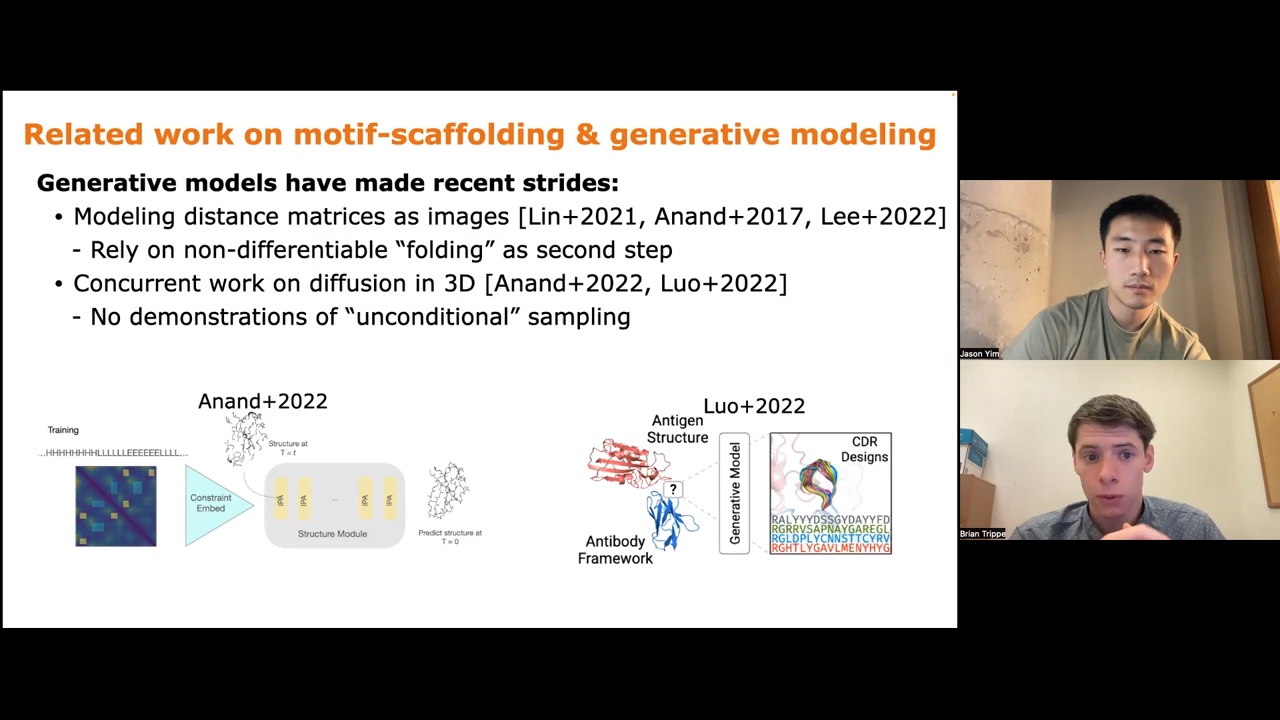 Related work on motif-scaffolding & generative modeling
Generative models have made recent strides:
• Modeling distance matrices as images [Lin+2021, Anand+2017, Lee+2022]
- Rely on non-differentiable “folding” as second step
• Concurrent work on diffusion in 3D [Anand+2022, Luo+2022]
- No demonstrations of “unconditional” sampling
Anand+2022
Training
...HHHHHHHHLLLLLLEEEEEELLLL...
Structure at
T = t
Constraint
Embed
IPA
IPA
...
IPA
IPA
Structure Module
Predict structure at
T = 0
Luo+2022
Antigen
Structure
?
Antibody
Framework
Generative Model
CDR
Designs
RALYYYDSSGYDAYYFD
RGRRVSAPNAYGAREGL
RGLDPLYCNNSTTCYRV
RGHTLYGAVLMENYHYG
Jason Yim
Brian Trippe